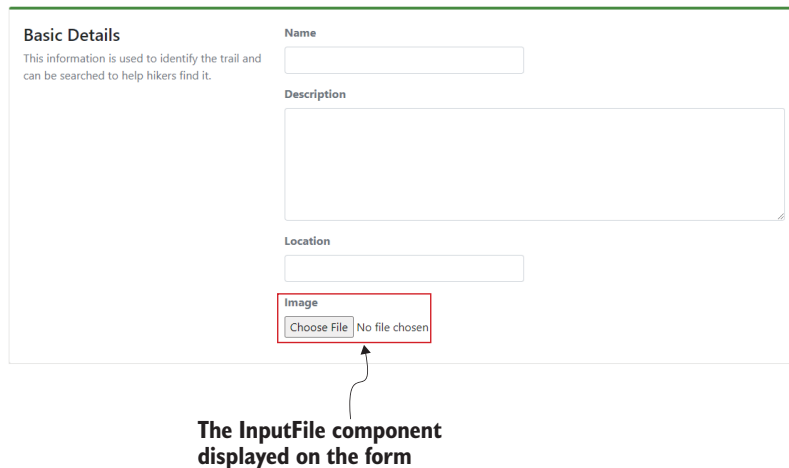 Basic Details
This information is used to identify the trail and
can be searched to help hikers find it.
Name
Description
Location
Image
Choose File No file chosen
The InputFile component
displayed on the form